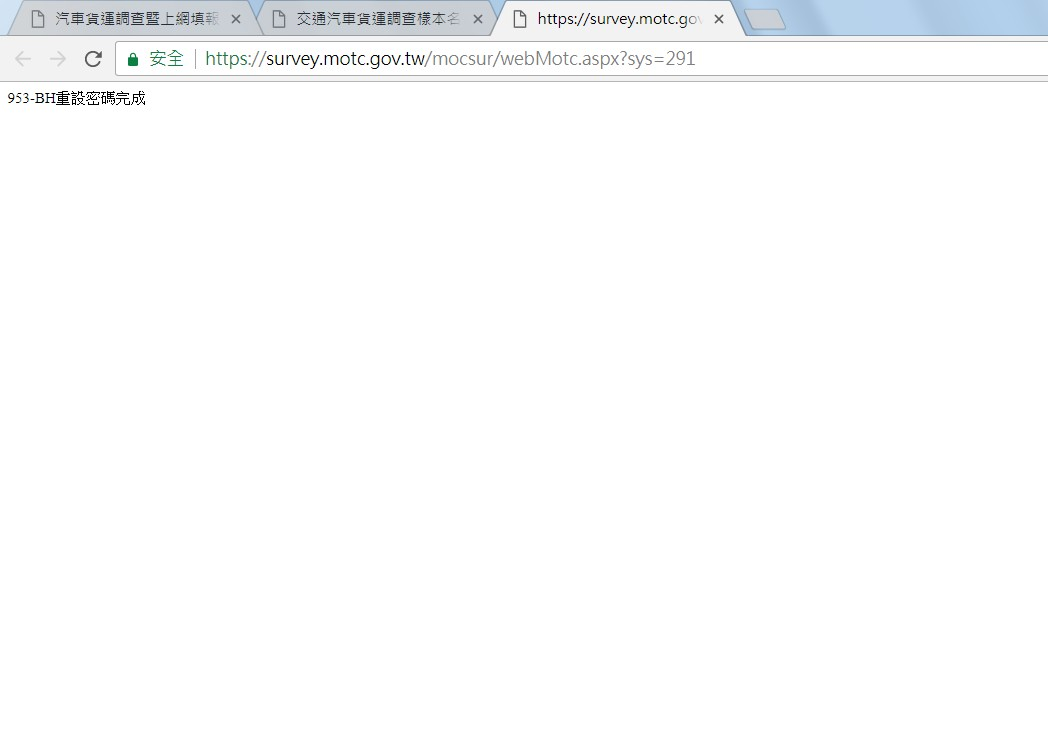 汽車貨運調查暨上網填報
交通汽車貨運調查樣本名
https://survey.motc.gov
安全
https://survey.motc.gov.tw/mocsur/webMotc.aspx?sys=291
953-BH重設密碼完成